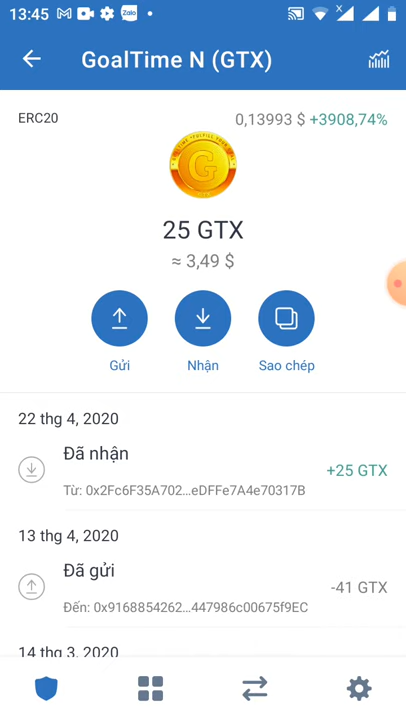 13:45
Zalo
GoalTime N (GTX)
ERC20
0,13993 $ +3908,74%
G
25 GTX
≈ 3,49 $
Gửi
Nhận
Sao chép
22 thg 4, 2020
Đã nhận
+25 GTX
Từ: 0x2Fc6F35A702...eDFFe7A4e70317B
13 thg 4, 2020
Đã gửi
-41 GTX
Đến: 0x9168854262...447986c00675f9EC
14 thg 3, 2020